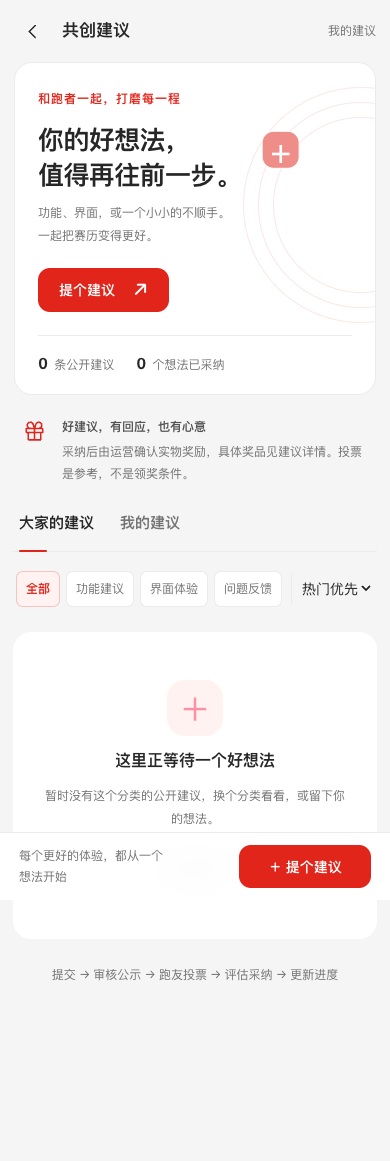 共创建议
我的建议
和跑者一起，打磨每一程
你的好想法，
值得再往前一步。
功能、界面，或一个小小的不顺手。
一起把赛历变得更好。
提个建议
0 条公开建议 0 个想法已采纳
好建议，有回应，也有心意
采纳后由运营确认实物奖励，具体奖品见建议详情。投票
是参考，不是领奖条件。
大家的建议 我的建议
全部 功能建议 界面体验 问题反馈 热门优先
这里正等待一个好想法
暂时没有这个分类的公开建议，换个分类看看，或留下你
的想法。
每个更好的体验，都从一个
想法开始
+ 提个建议
提交 → 审核公示 → 跑友投票 → 评估采纳 → 更新进度